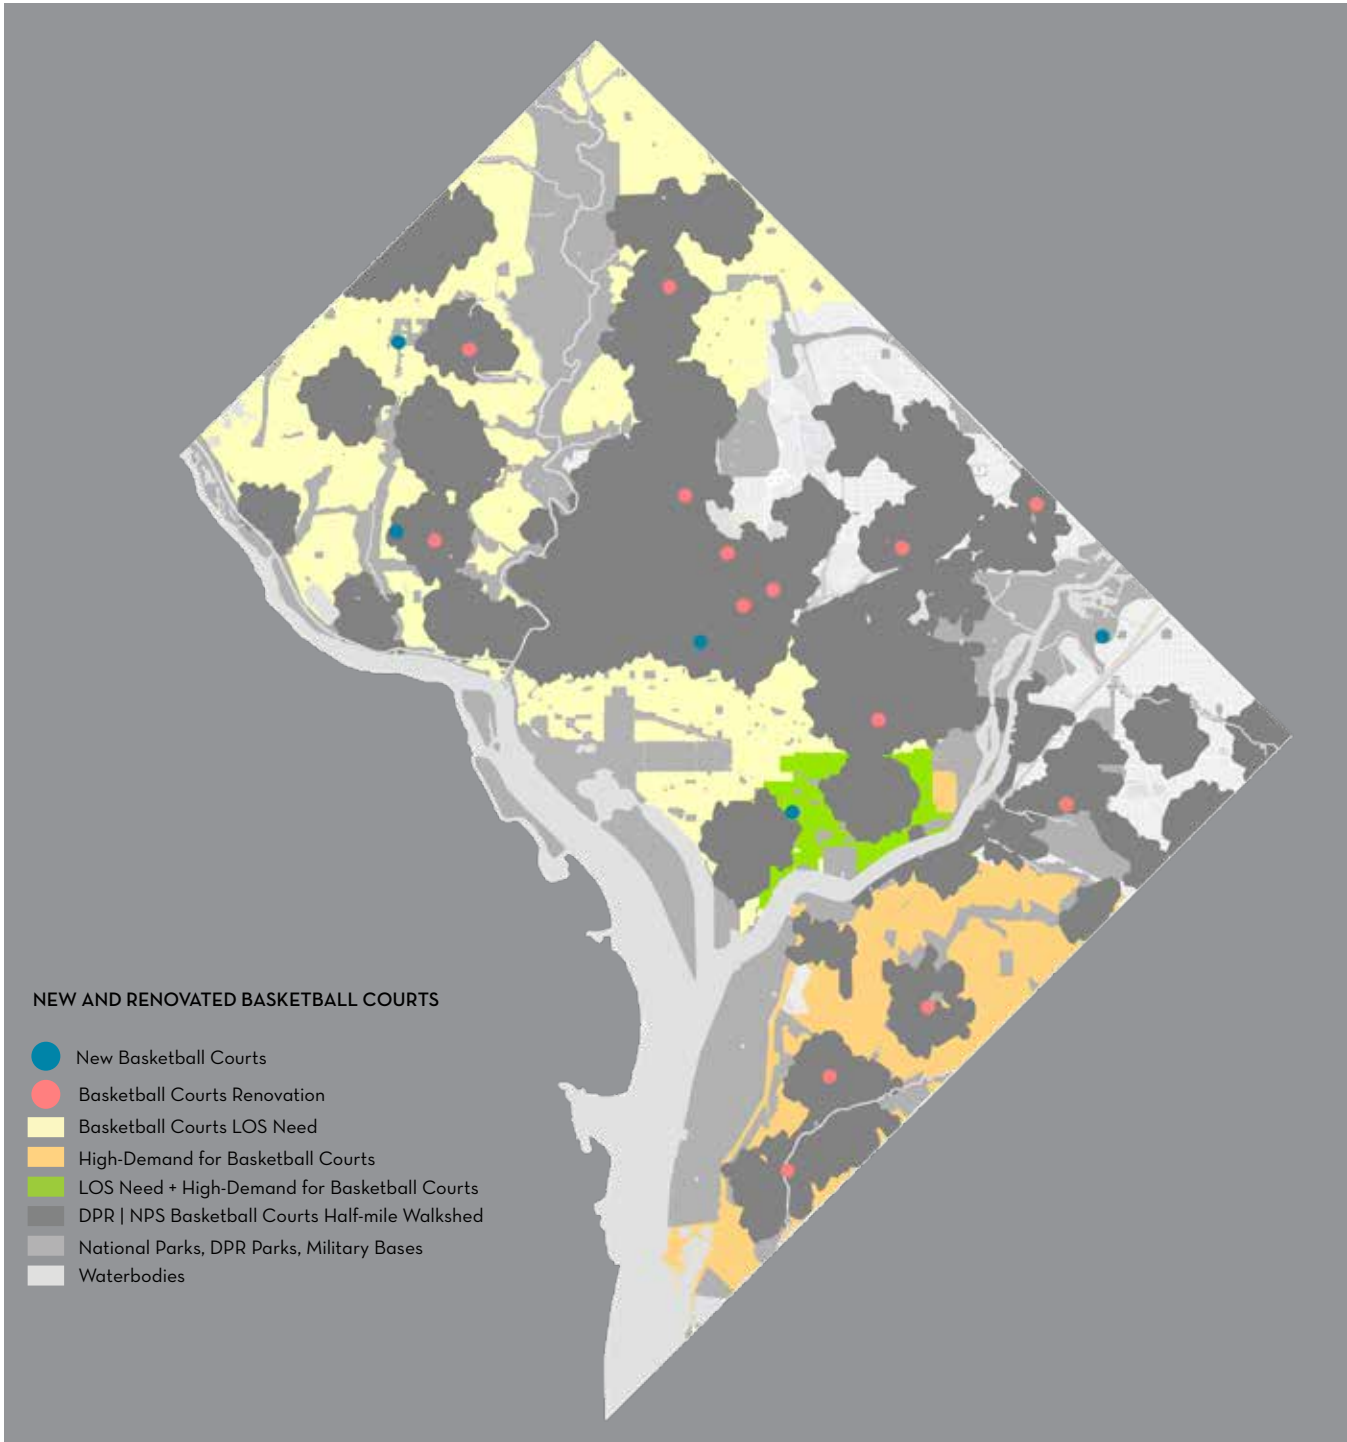 NEW AND RENOVATED BASKETBALL COURTS
New Basketball Courts
Basketball Courts Renovation
Basketball Courts LOS Need
High-Demand for Basketball Courts
LOS Need + High-Demand for Basketball Courts
DPR | NPS Basketball Courts Half-mile Walkshed
National Parks, DPR Parks, Military Bases
Waterbodies